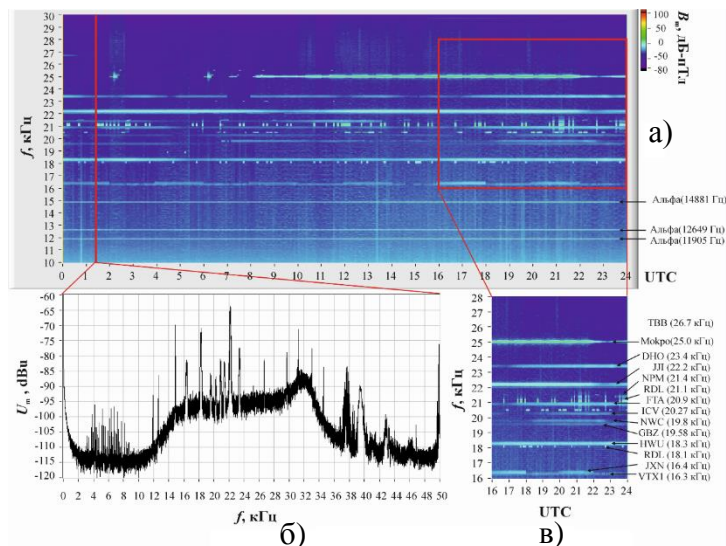 30
29
28
27
26
25
24
23
22
21
20
19
18
17
16
15
14
13
12
11
10
f, кГц
0 1 2 3 4 5 6 7 8 9 10 11 12 13 14 15 16 17 18 19 20 21 22 23 24 UTC
100
50
0
-50
-80
Bm, дБ-пТл
а)
Альфа(14881 Гц)
Альфа(12649 Гц)
Альфа(11905 Гц)
-60
-65
-70
-75
-80
-85
-90
-95
-100
-105
-110
-115
-120
Um, dBu
0 2 4 6 8 10 12 14 16 18 20 22 24 26 28 30 32 34 36 38 40 42 44 46 48 50
f, кГц
б)
28
27
26
25
24
23
22
21
20
19
18
17
16
f, кГц
16 17 18 19 20 21 22 23 24
UTC
в)
ТВВ (26.7 кГц)
Мокро(25.0 кГц)
DHO (23.4 кГц)
JJI (22.2 кГц)
NPM (21.4 кГц)
RDL (21.1 кГц)
FTA (20.9 кГц)
ICV (20.27 кГц)
NWC (19.8 кГц)
GBZ (19.58 кГц)
HWU (18.3 кГц)
RDL (18.1 кГц)
JXN (16.4 кГц)
VTX1 (16.3 кГц)